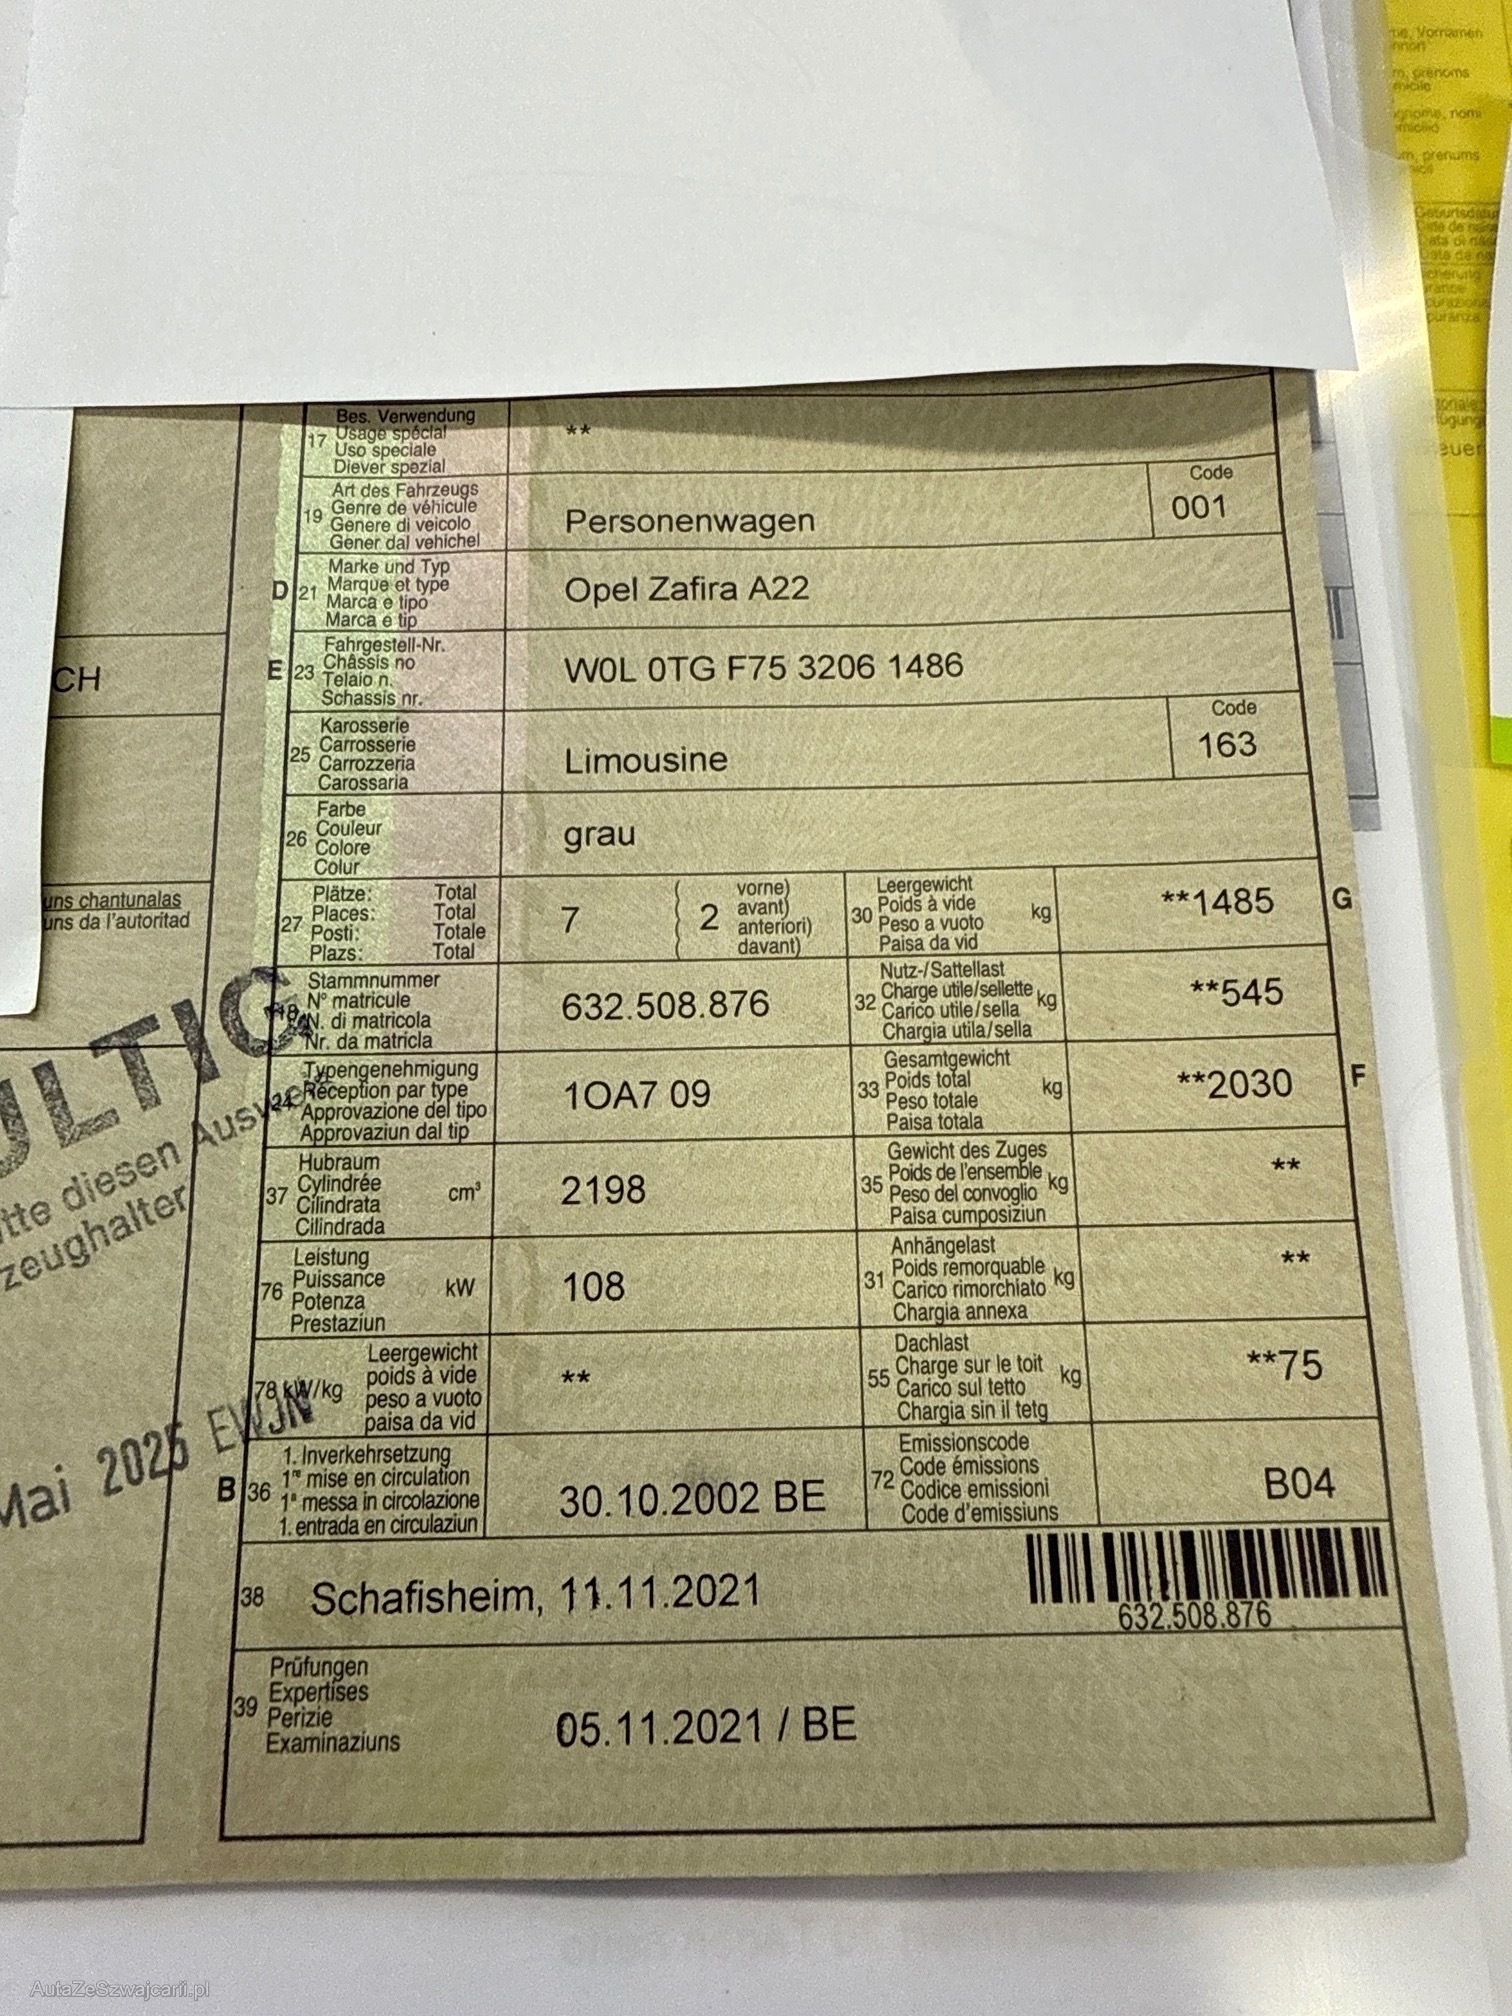 Bes. Verwendung
17 Usage spécial **
Uso speciale
Diever spezial
Art des Fahrzeugs Code
19 Genre de véhicule Personenwagen 001
Genere di veicolo
Gener dal vehichel
Marke und Typ
D 21 Marque et type Opel Zafira A22
Marca e tipo
Marca e tip
Fahrgestell-Nr.
E 23 Châssis no W0L 0TG F75 3206 1486
Telaio n.
Schassis nr.
CH
Karosserie Code
25 Carrosserie Limousine 163
Carrozzeria
Carossaria
Farbe
26 Couleur grau
Colore
Colur
Plätze: Total vorne) Leergewicht
27 Places: Total 7 ( 2 avant) 30 Poids à vide kg **1485 G
Posti: Totale anteriori) Peso a vuoto
Plazs: Total davant) Paisa da vid
uns chantunalas
uns da l'autoritad
Stammnummer Nutz-/Sattellast
18 N° matricule 632.508.876 32 Charge utile/sellette kg **545
N. di matricola Carico utile/sella
Nr. da matricla Chargia utila/sella
Typengenehmigung Gesamtgewicht
24 Réception par type 1OA7 09 33 Poids total kg **2030 F
Approvazione del tipo Peso totale
Approvaziun dal tip Paisa totala
Hubraum Gewicht des Zuges
37 Cylindrée cm³ 2198 35 Poids de l'ensemble kg **
Cilindrata Peso del convoglio
Cilindrada Paisa cumposiziun
Leistung Anhängelast
76 Puissance kW 108 31 Poids remorquable kg **
Potenza Carico rimorchiato
Prestaziun Chargia annexa
Leergewicht Dachlast
78 kW/kg poids à vide ** 55 Charge sur le toit kg **75
peso a vuoto Carico sul tetto
paisa da vid Chargia sin il tetg
1. Inverkehrsetzung Emissionscode
B 36 1re mise en circulation 30.10.2002 BE 72 Code émissions B04
1a messa in circolazione Codice emissioni
1. entrada en circulaziun Code d'emissiuns
38 Schafisheim, 11.11.2021
632.508.876
Prüfungen
39 Expertises 05.11.2021 / BE
Perizie
Examinaziuns
ULTIG
itte diesen Ausweis
zeughalter
Mai 2025 EWJN
AutaZeSzwajcarii.pl